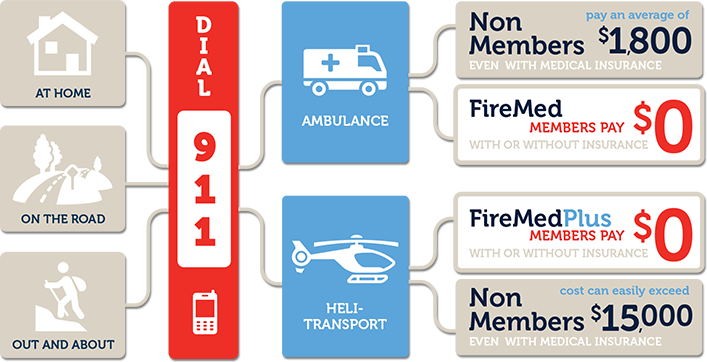 AT HOME
ON THE ROAD
OUT AND ABOUT
DIAL
911
AMBULANCE
HELI-
TRANSPORT
Non
Members
pay an average of
$1,800
EVEN WITH MEDICAL INSURANCE
FireMed
MEMBERS PAY
$0
WITH OR WITHOUT INSURANCE
FireMedPlus
MEMBERS PAY
$0
WITH OR WITHOUT INSURANCE
Non
Members
cost can easily exceed
$15,000
EVEN WITH MEDICAL INSURANCE